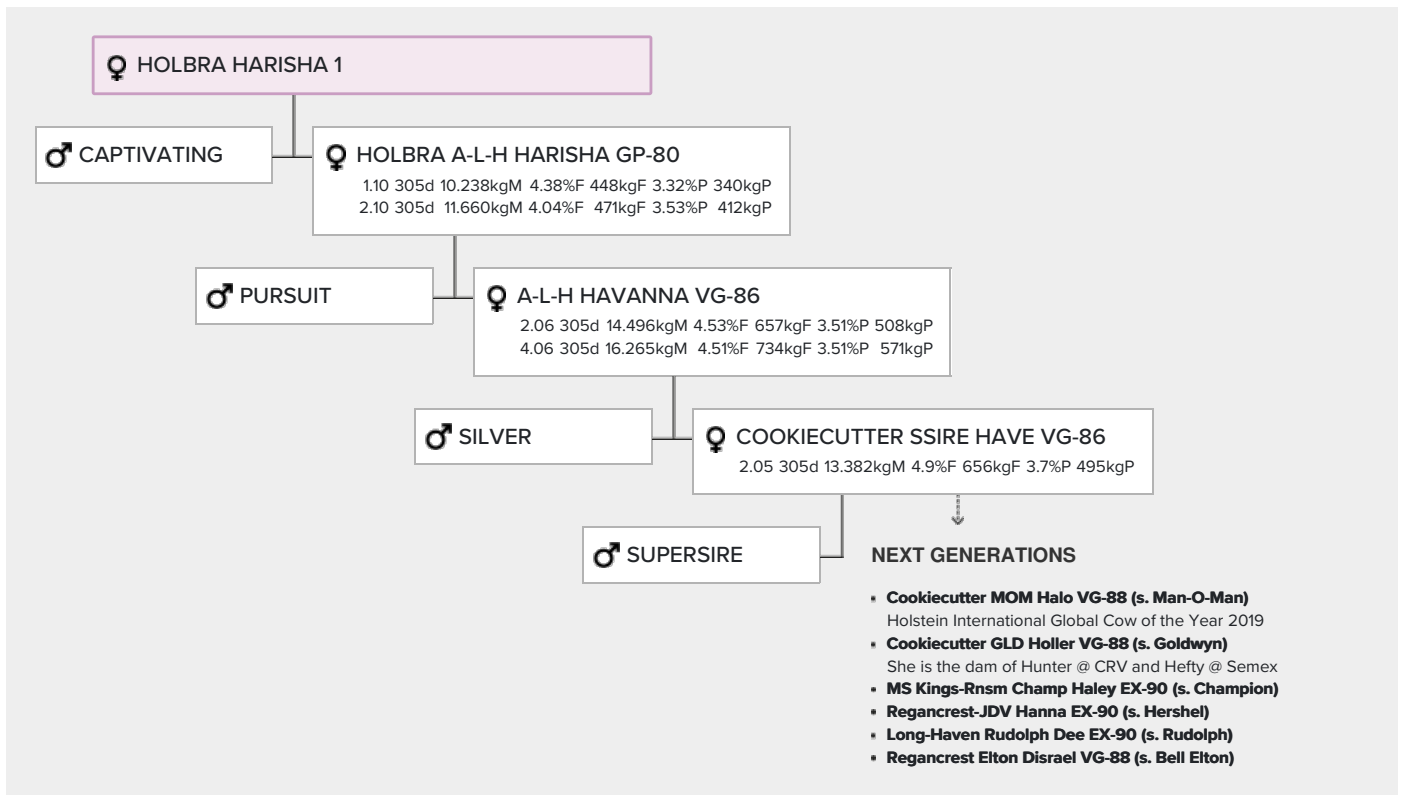 HOLBRA HARISHA 1
CAPTIVATING
HOLBRA A-L-H HARISHA GP-80
1.10 305d 10.238kgM 4.38%F 448kgF 3.32%P 340kgP
2.10 305d 11.660kgM 4.04%F 471kgF 3.53%P 412kgP
PURSUIT
A-L-H HAVANNA VG-86
2.06 305d 14.496kgM 4.53%F 657kgF 3.51%P 508kgP
4.06 305d 16.265kgM 4.51%F 734kgF 3.51%P 571kgP
SILVER
COOKIECUTTER SSIRE HAVE VG-86
2.05 305d 13.382kgM 4.9%F 656kgF 3.7%P 495kgP
SUPERSIRE
NEXT GENERATIONS
Cookiecutter MOM Halo VG-88 (s. Man-O-Man)
Holstein International Global Cow of the Year 2019
Cookiecutter GLD Holler VG-88 (s. Goldwyn)
She is the dam of Hunter @ CRV and Hefty @ Semex
MS Kings-Rnsm Champ Haley EX-90 (s. Champion)
Regancrest-JDV Hanna EX-90 (s. Hershel)
Long-Haven Rudolph Dee EX-90 (s. Rudolph)
Regancrest Elton Disrael VG-88 (s. Bell Elton)